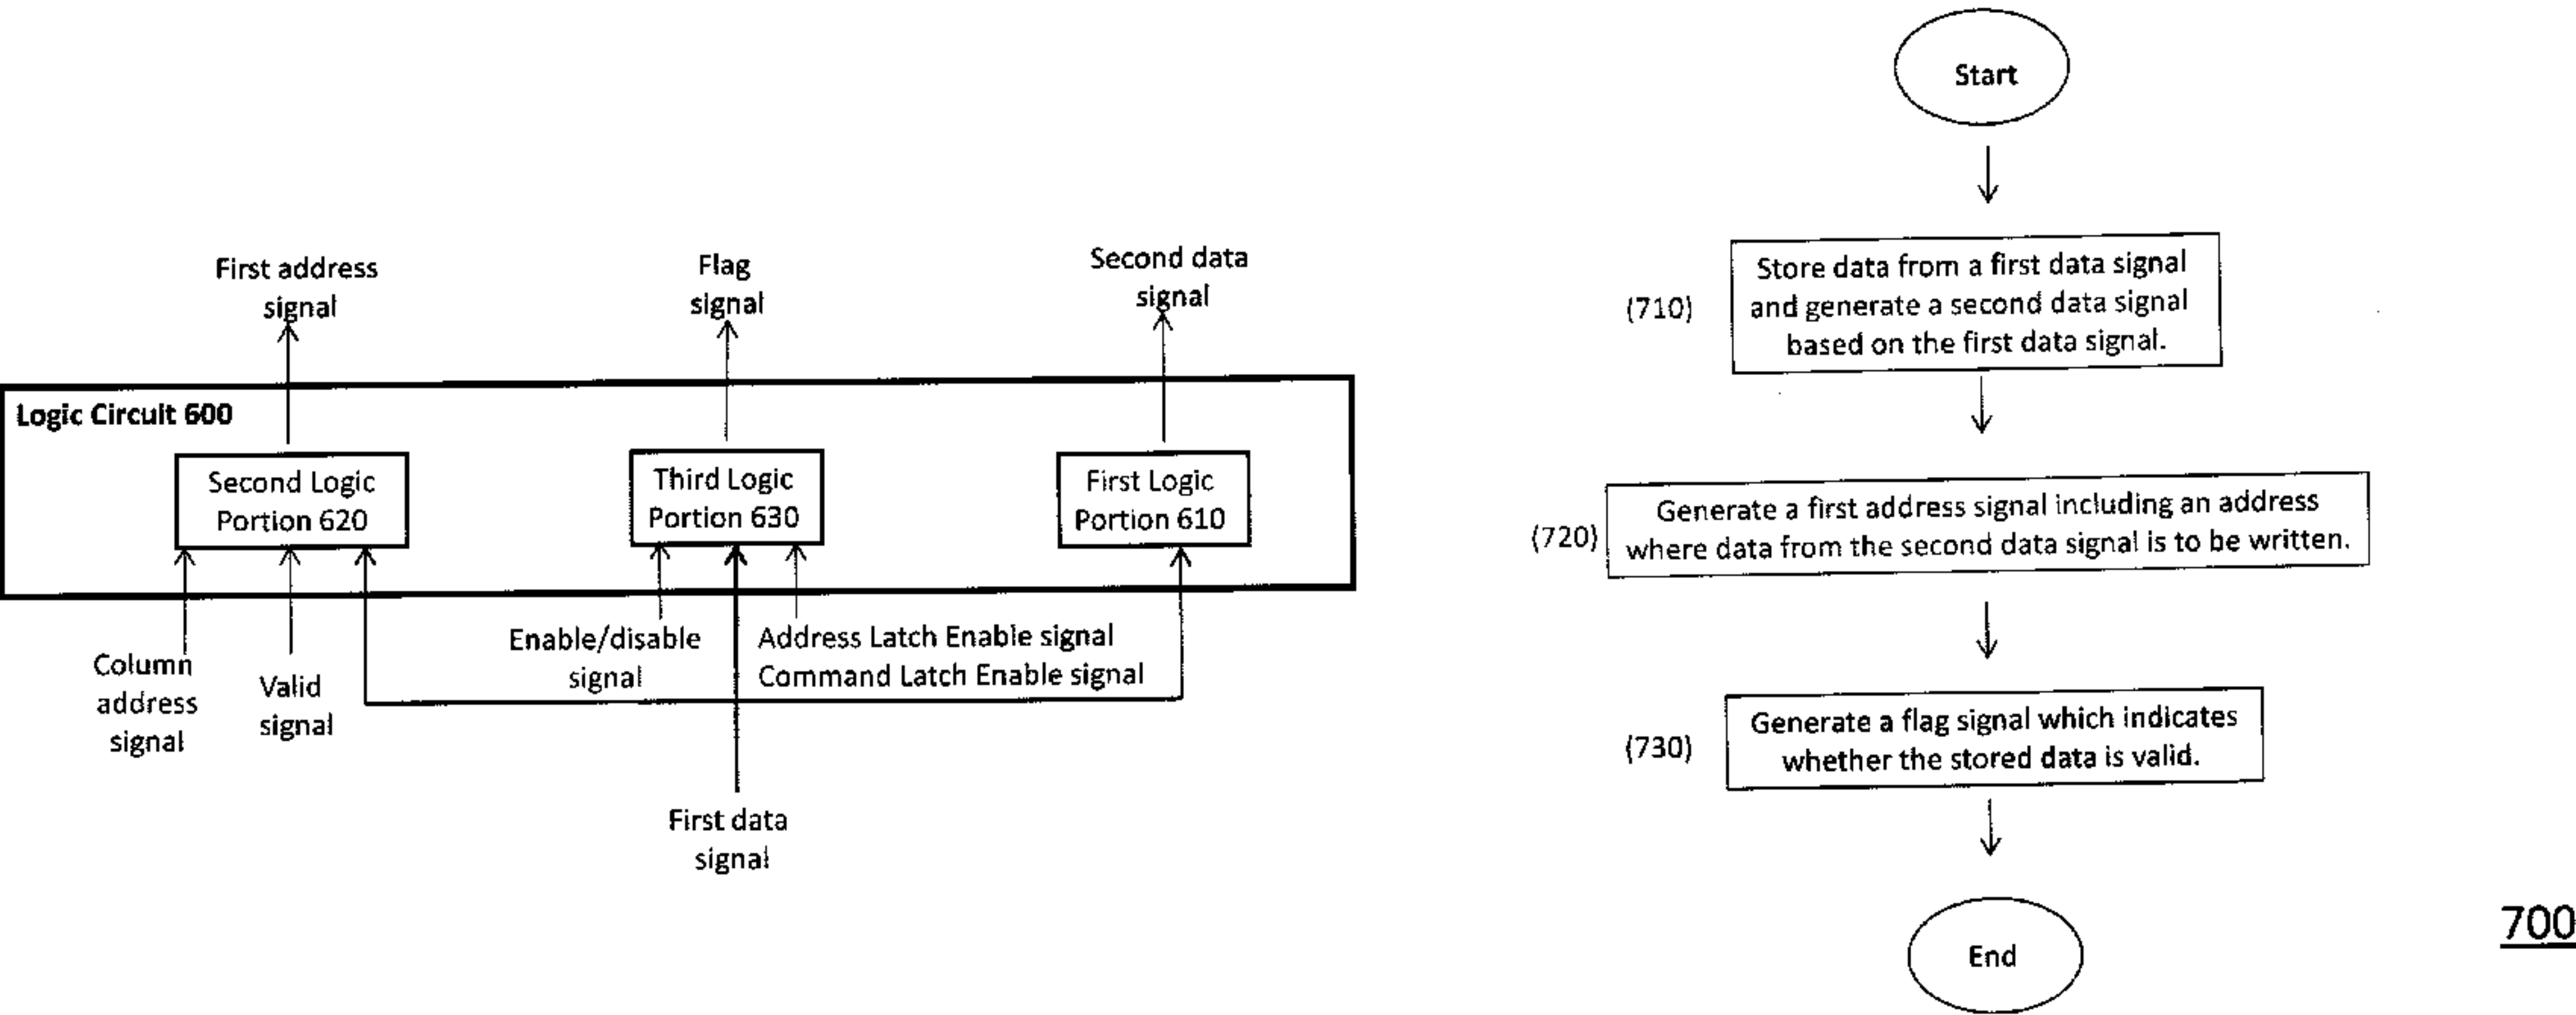 First address
signal
Flag
signal
Second data
signal
Logic Circuit 600
Second Logic
Portion 620
Third Logic
Portion 630
First Logic
Portion 610
Column
address
signal
Valid
signal
Enable/disable
signal
Address Latch Enable signal
Command Latch Enable signal
First data
signal
Start
(710)
Store data from a first data signal
and generate a second data signal
based on the first data signal.
(720)
Generate a first address signal including an address
where data from the second data signal is to be written.
(730)
Generate a flag signal which indicates
whether the stored data is valid.
End
700